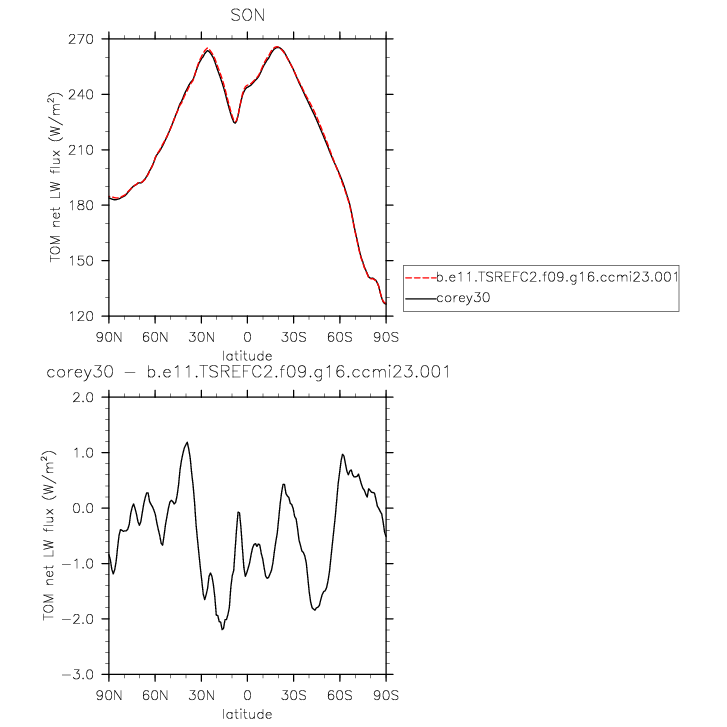 SON
TOM net LW flux (W/m²)
270
240
210
180
150
120
90N 60N 30N 0 30S 60S 90S
latitude
b.e11.TSREFC2.f09.g16.ccmi23.001
corey30
corey30 − b.e11.TSREFC2.f09.g16.ccmi23.001
TOM net LW flux (W/m²)
2.0
1.0
0.0
−1.0
−2.0
−3.0
90N 60N 30N 0 30S 60S 90S
latitude